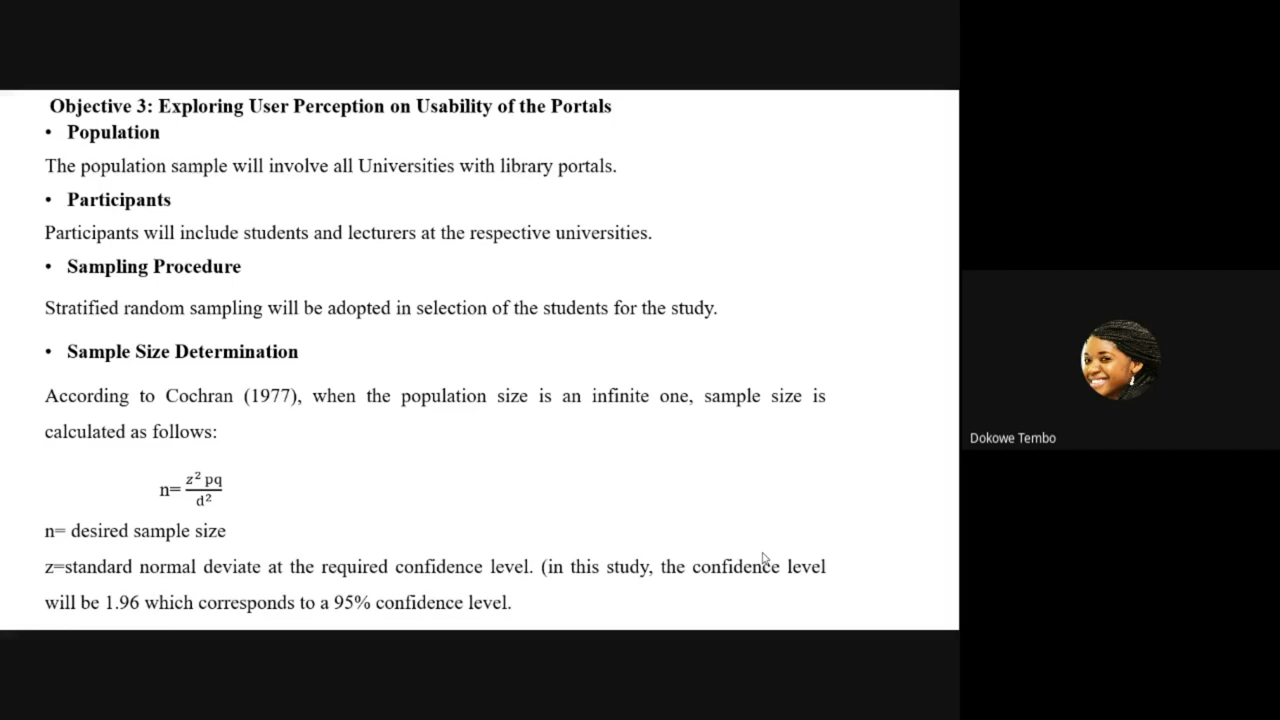 Objective 3: Exploring User Perception on Usability of the Portals
• Population
The population sample will involve all Universities with library portals.
• Participants
Participants will include students and lecturers at the respective universities.
• Sampling Procedure
Stratified random sampling will be adopted in selection of the students for the study.
• Sample Size Determination
According to Cochran (1977), when the population size is an infinite one, sample size is
calculated as follows:
n= z² pq / d²
n= desired sample size
z=standard normal deviate at the required confidence level. (in this study, the confidence level
will be 1.96 which corresponds to a 95% confidence level.
Dokowe Tembo